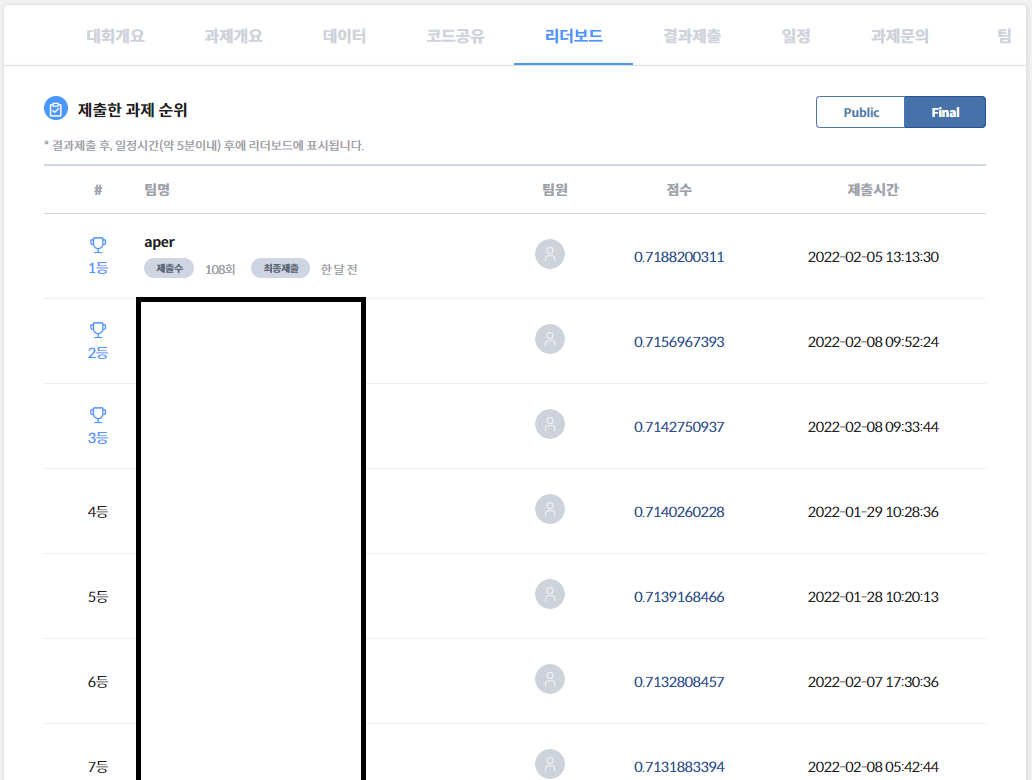 대회개요 과제개요 데이터 코드공유 리더보드 결과제출 일정 과제문의 팀
제출한 과제 순위 Public Final
* 결과제출 후, 일정시간(약 5분이내) 후에 리더보드에 표시됩니다.
# 팀명 팀원 점수 제출시간
aper
1등 제출수 108회 최종제출 한 달 전 0.7188200311 2022-02-05 13:13:30
2등 0.7156967393 2022-02-08 09:52:24
3등 0.7142750937 2022-02-08 09:33:44
4등 0.7140260228 2022-01-29 10:28:36
5등 0.7139168466 2022-01-28 10:20:13
6등 0.7132808457 2022-02-07 17:30:36
7등 0.7131883394 2022-02-08 05:42:44